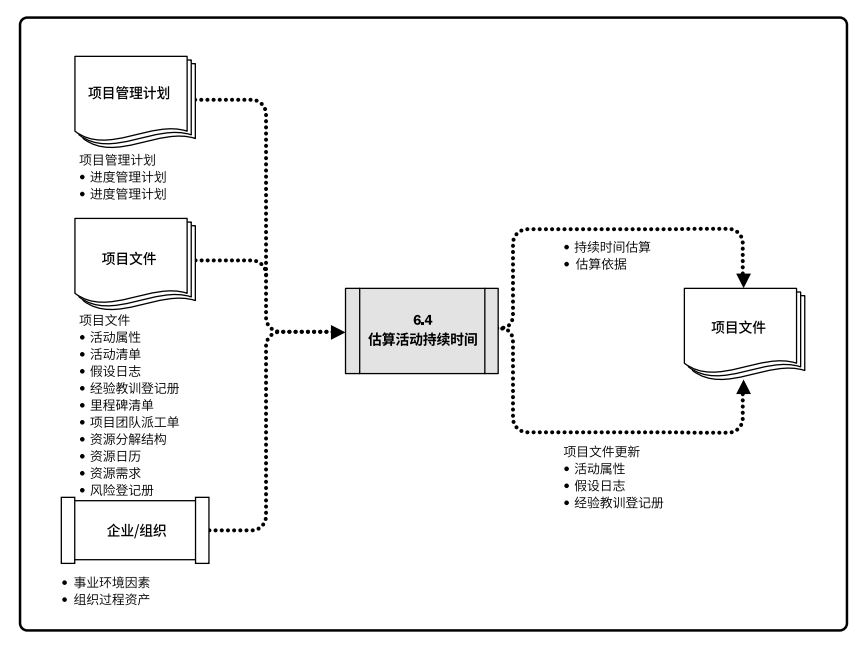 项目管理计划
项目管理计划
• 进度管理计划
• 进度管理计划
项目文件
项目文件
• 活动属性
• 活动清单
• 假设日志
• 经验教训登记册
• 里程碑清单
• 项目团队派工单
• 资源分解结构
• 资源日历
• 资源需求
• 风险登记册
企业/组织
• 事业环境因素
• 组织过程资产
6.4
估算活动持续时间
• 持续时间估算
• 估算依据
项目文件
项目文件更新
• 活动属性
• 假设日志
• 经验教训登记册